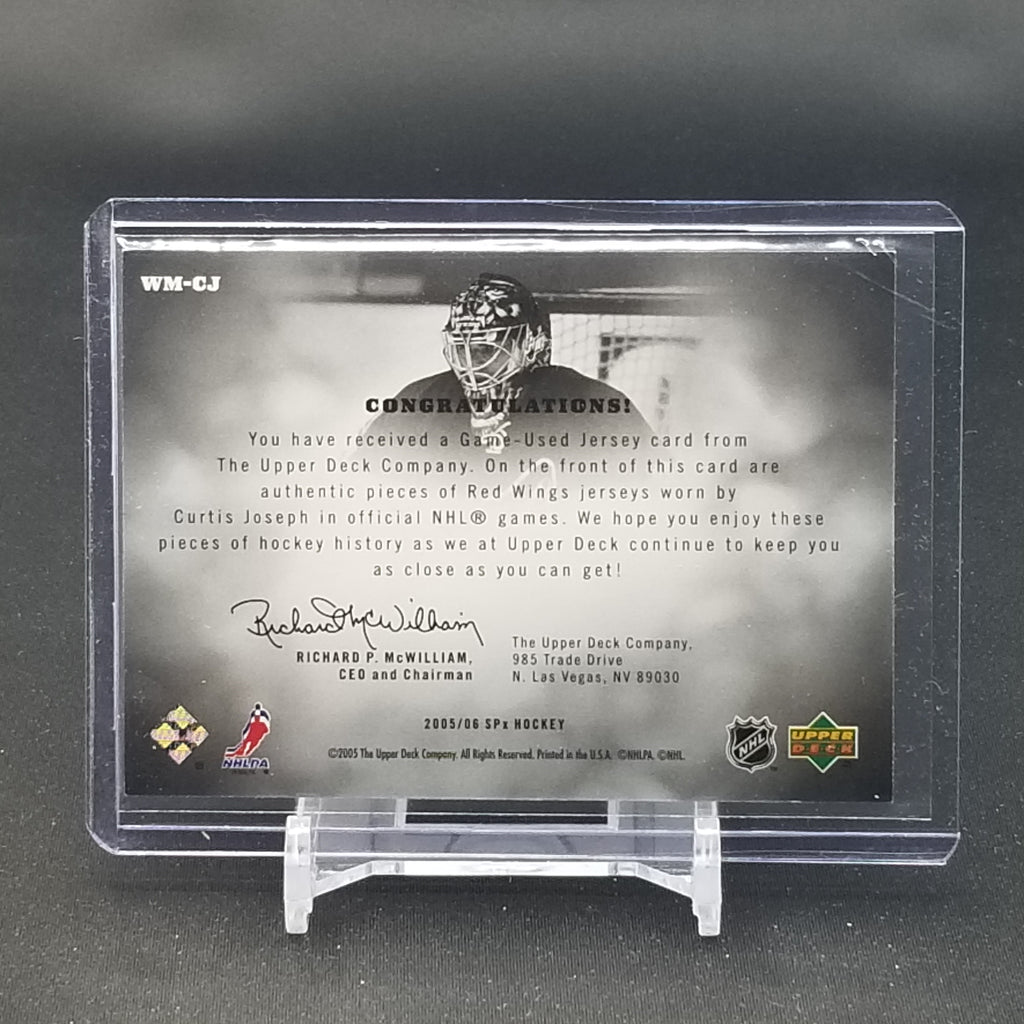 WM-CJ
CONGRATULATIONS!
You have received a Game-Used Jersey card from
The Upper Deck Company. On the front of this card are
authentic pieces of Red Wings jerseys worn by
Curtis Joseph in official NHL® games. We hope you enjoy these
pieces of hockey history as we at Upper Deck continue to keep you
as close as you can get!
Richard McWilliam
RICHARD P. McWILLIAM,
CEO and Chairman
The Upper Deck Company,
985 Trade Drive
N. Las Vegas, NV 89030
2005/06 SPx HOCKEY
©2005 The Upper Deck Company. All Rights Reserved. Printed in the U.S.A. ©NHLPA. ©NHL.
NHLPA
NHL
UPPER
DECK